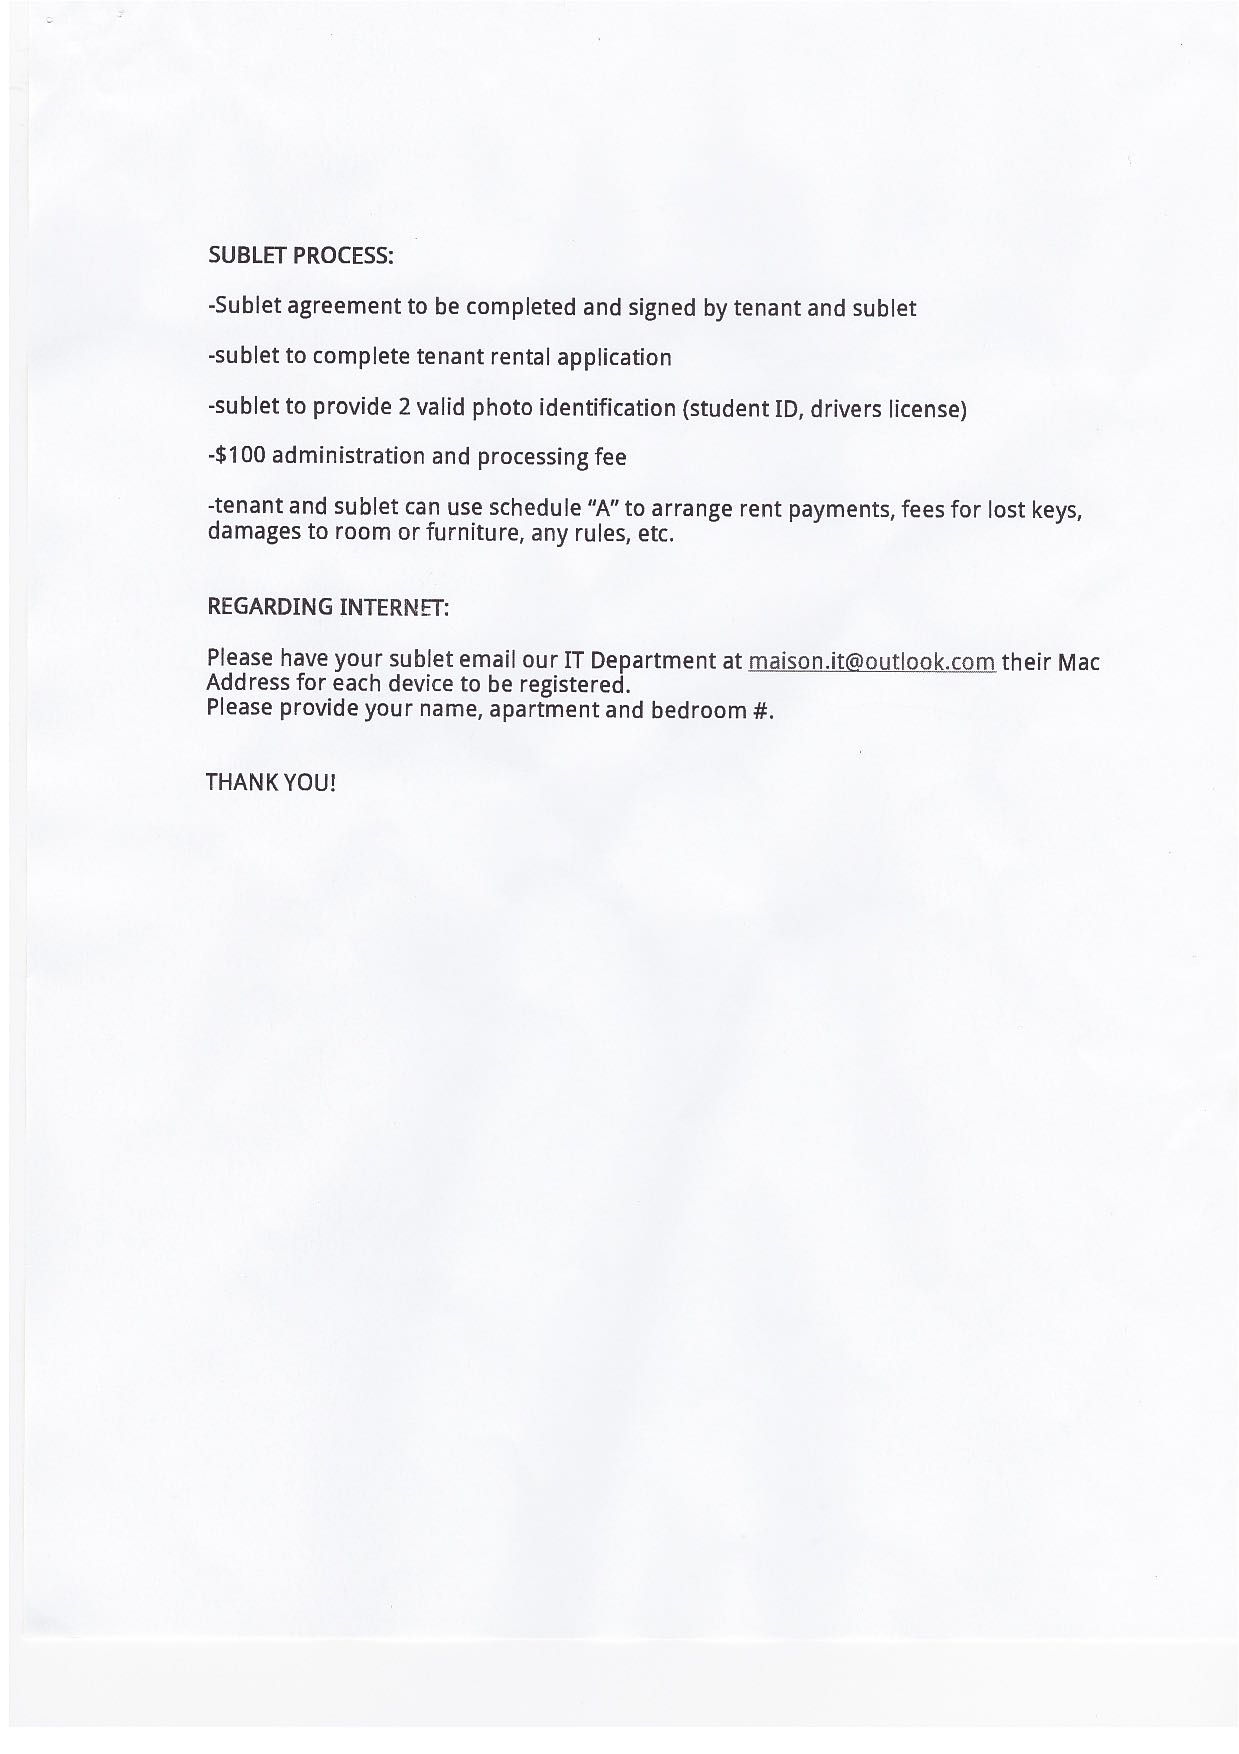 SUBLET PROCESS:
-Sublet agreement to be completed and signed by tenant and sublet
-sublet to complete tenant rental application
-sublet to provide 2 valid photo identification (student ID, drivers license)
-$100 administration and processing fee
-tenant and sublet can use schedule “A” to arrange rent payments, fees for lost keys,
damages to room or furniture, any rules, etc.
REGARDING INTERNET:
Please have your sublet email our IT Department at maison.it@outlook.com their Mac
Address for each device to be registered.
Please provide your name, apartment and bedroom #.
THANK YOU!